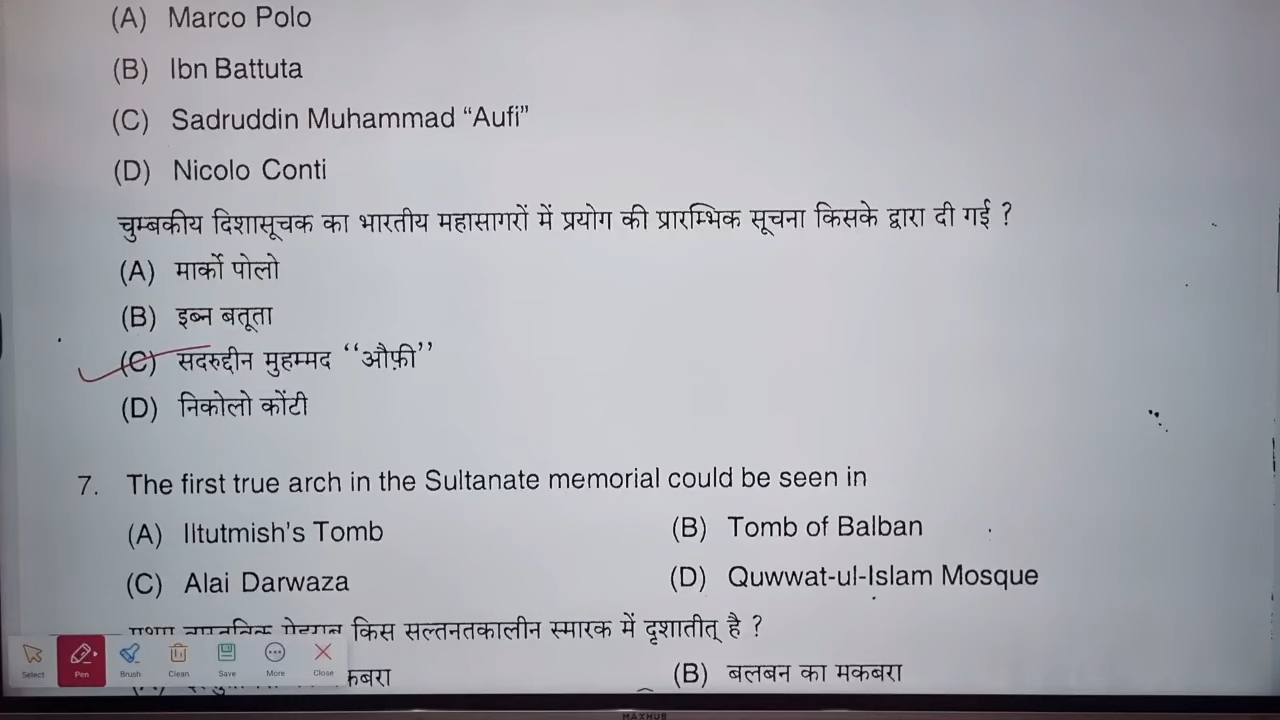 (A) Marco Polo
(B) Ibn Battuta
(C) Sadruddin Muhammad “Aufi”
(D) Nicolo Conti
चुम्बकीय दिशासूचक का भारतीय महासागरों में प्रयोग की प्रारम्भिक सूचना किसके द्वारा दी गई ?
(A) मार्को पोलो
(B) इब्न बतूता
(C) सदरुद्दीन मुहम्मद ‘‘औफ़ी’’
(D) निकोलो कोंटी
7. The first true arch in the Sultanate memorial could be seen in
(A) Iltutmish's Tomb (B) Tomb of Balban
(C) Alai Darwaza (D) Quwwat-ul-Islam Mosque
किस सल्तनतकालीन स्मारक में दृशातीत् है ?
(B) बलबन का मकबरा
Select Pen Brush Clean Save More Close
MAXHUB